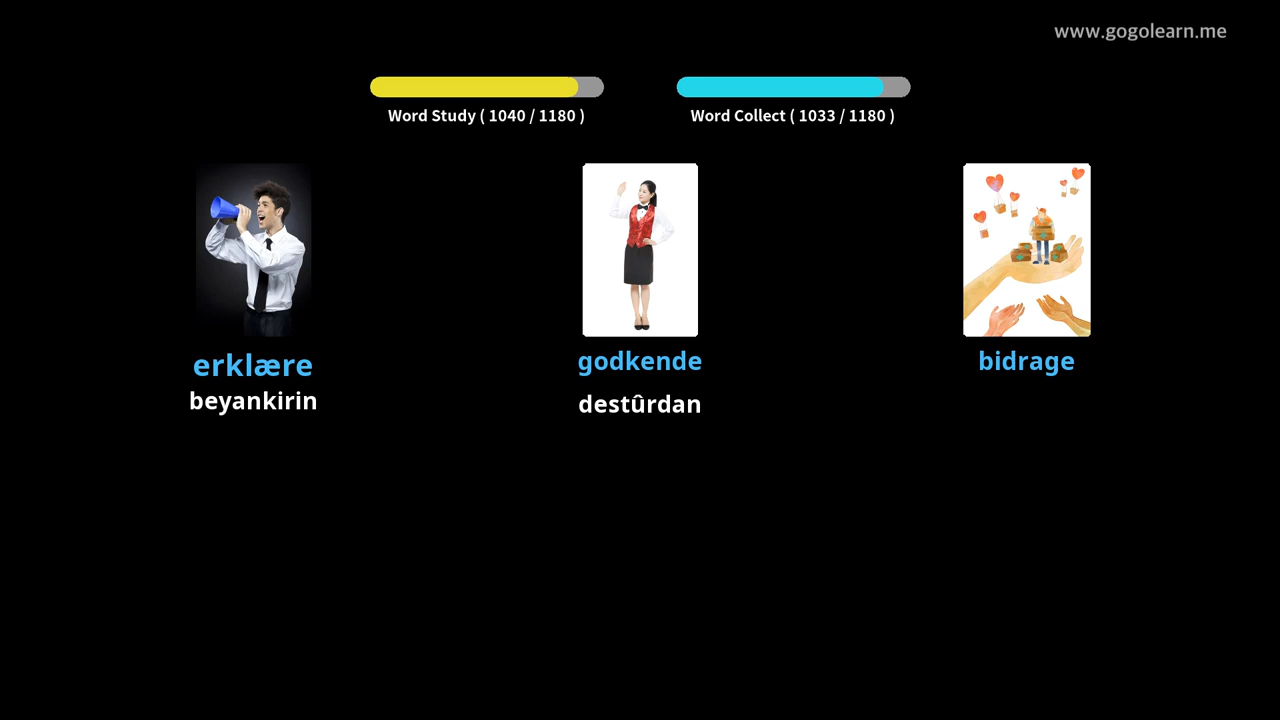 www.gogolearn.me
Word Study ( 1040 / 1180 )
Word Collect ( 1033 / 1180 )
erklære
beyankirin
godkende
destûrdan
bidrage